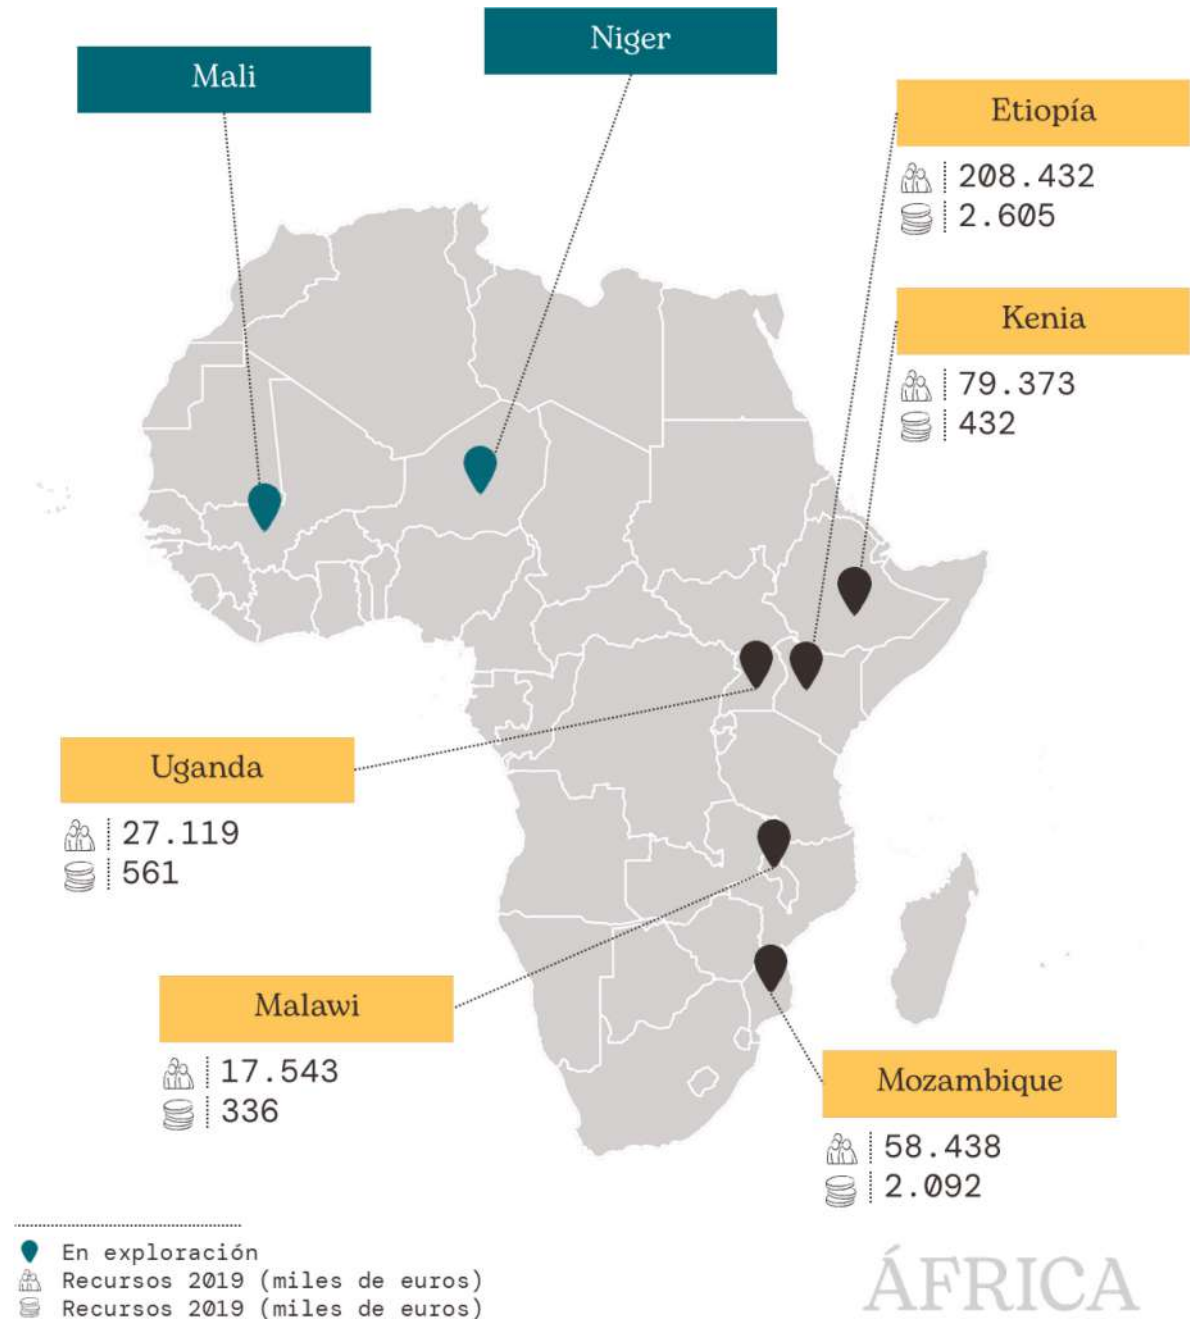 Niger
Mali
Etiopía
208.432
2.605
Kenia
79.373
432
Uganda
27.119
561
Malawi
17.543
336
Mozambique
58.438
2.092
En exploración
Recursos 2019 (miles de euros)
Recursos 2019 (miles de euros)
ÁFRICA